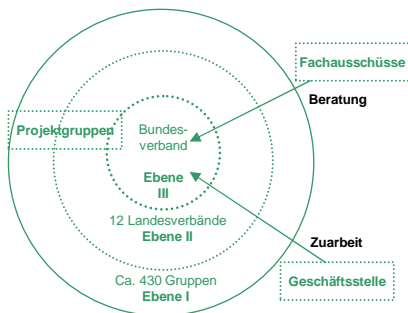 Fachausschüsse
Beratung
Projektgruppen
Bundes-
verband
Ebene
III
12 Landesverbände
Ebene II
Zuarbeit
Ca. 430 Gruppen
Ebene I
Geschäftsstelle